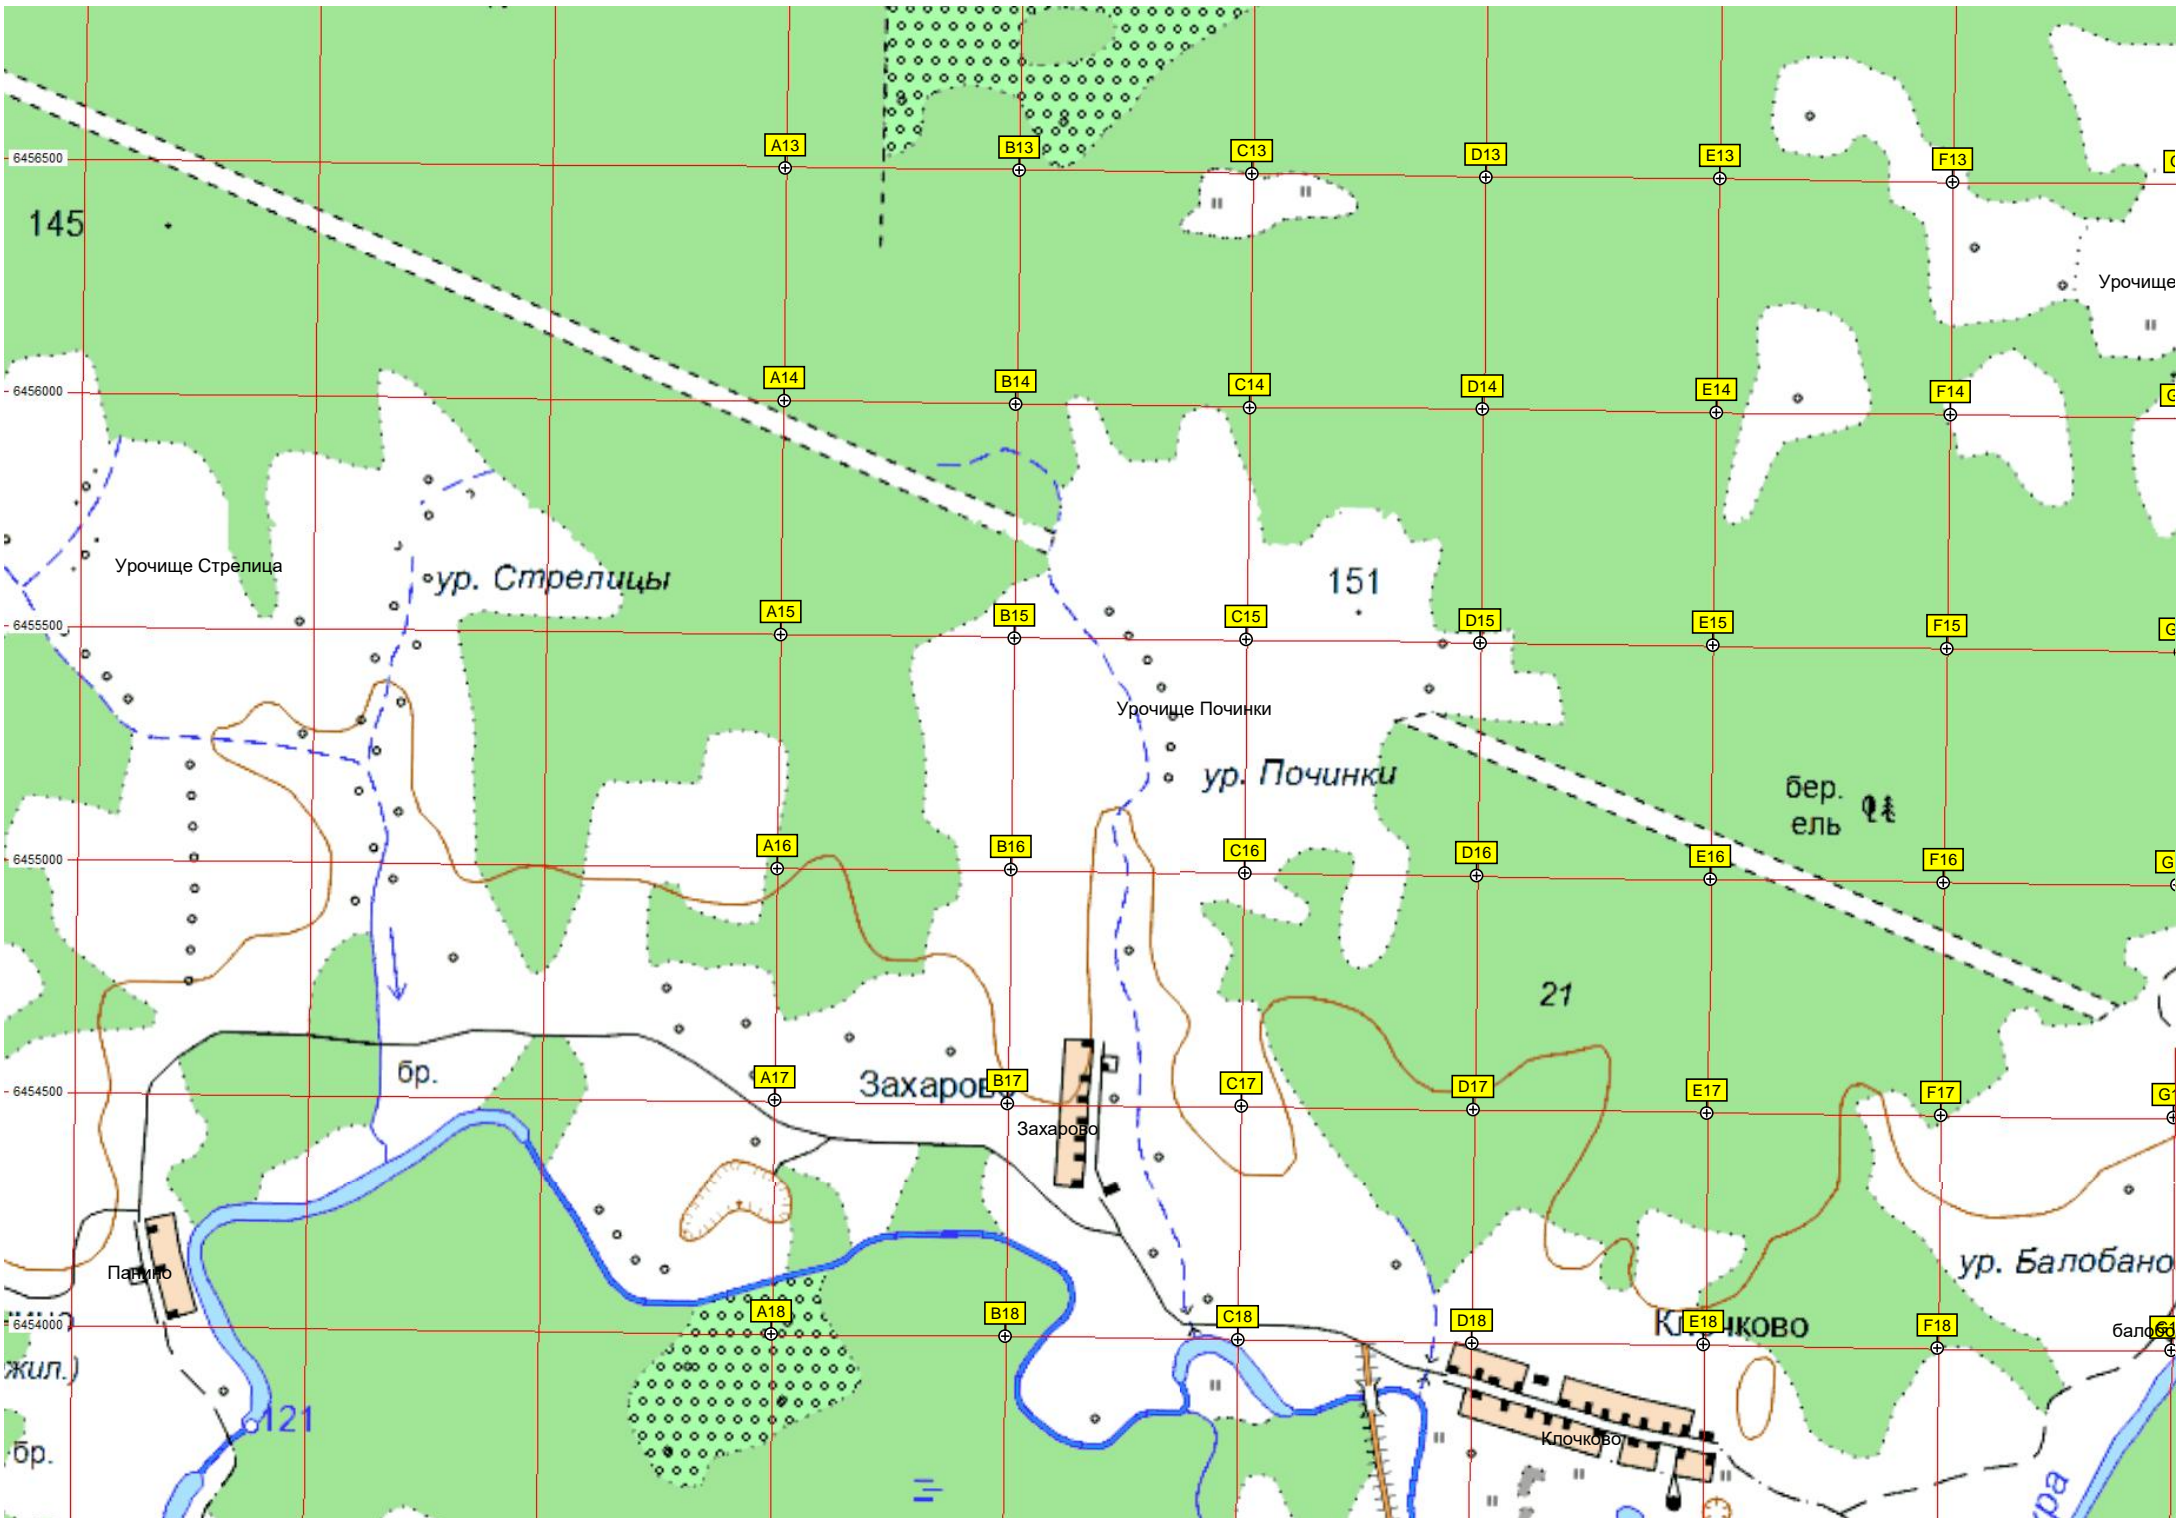 A13
B13
C13
D13
E13
F13
6456500
145
Урочище
A14
B14
C14
D14
E14
F14
6456000
Урочище Стрелица
ур. Стрелицы
151
A15
B15
C15
D15
E15
F15
6455500
Урочище Починки
ур. Починки
бер.
ель
A16
B16
C16
D16
E16
F16
6455000
21
бр.
Захарово
A17
B17
C17
D17
E17
F17
6454500
Захарово
Панино
ур. Балобано
A18
B18
C18
D18
E18
F18
6454000
Клочково
жил.)
121
Клочково
бр.
ура